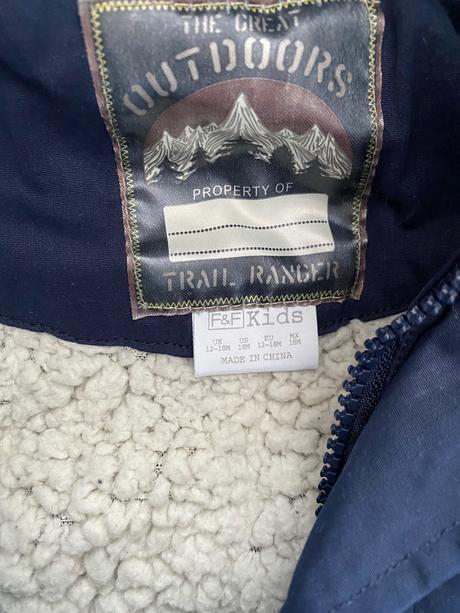 THE GREAT
OUTDOORS
PROPERTY OF
TRAIL RANGER
F&F Kids
UK US EU MX
12-18M 18M 12-18M 18M
MADE IN CHINA